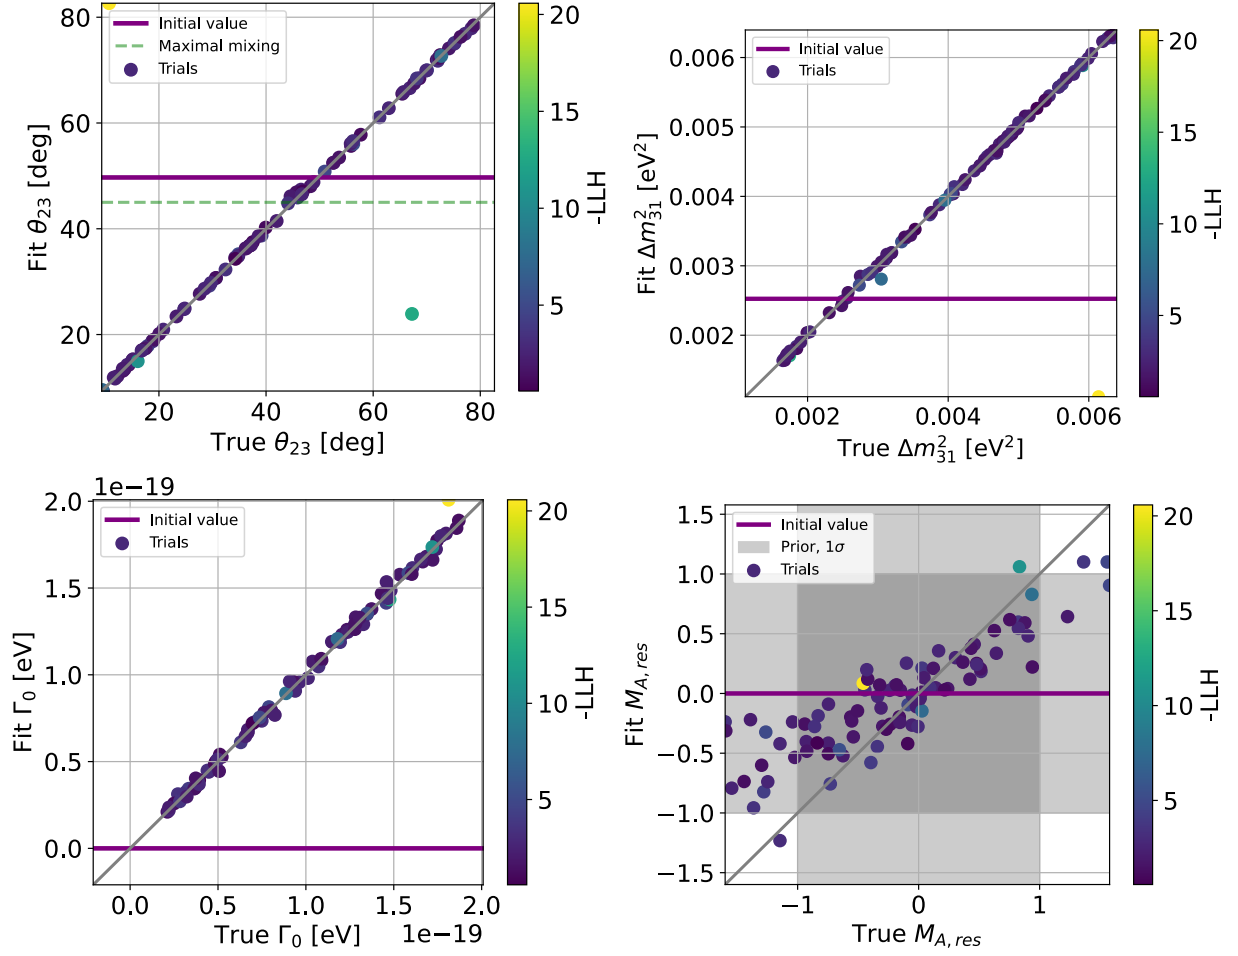 Initial value
Maximal mixing
Trials
80
60
40
20
Fit θ₂₃ [deg]
20
40
60
80
True θ₂₃ [deg]
20
15
10
5
-LLH
Initial value
Trials
0.006
0.005
0.004
0.003
0.002
Fit Δm²₃₁ [eV²]
0.002
0.004
0.006
True Δm²₃₁ [eV²]
20
15
10
5
-LLH
1e−19
Initial value
Trials
2.0
1.5
1.0
0.5
0.0
Fit Γ₀ [eV]
0.0
0.5
1.0
1.5
2.0
True Γ₀ [eV]
1e−19
20
15
10
5
-LLH
Initial value
Prior, 1σ
Trials
1.5
1.0
0.5
0.0
−0.5
−1.0
−1.5
Fit M_{A, res}
−1
0
1
True M_{A, res}
20
15
10
5
-LLH